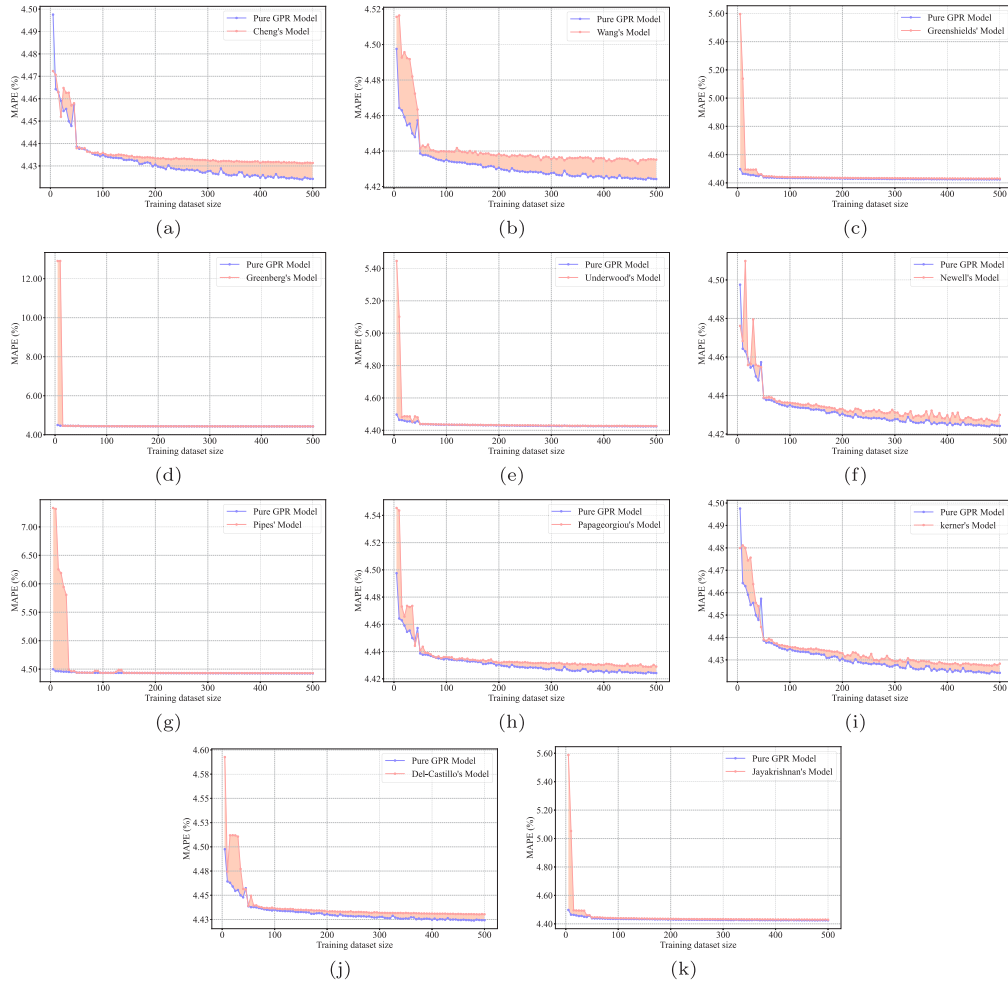 4.50
4.49
4.47
4.46
4.45
4.44
4.43
MAPE (%)
Pure GPR Model
Cheng's Model
0 100 200 300 400 500
Training dataset size
(a)
4.52
4.50
4.48
4.46
4.44
4.42
MAPE (%)
Pure GPR Model
Wang's Model
0 100 200 300 400 500
Training dataset size
(b)
5.60
5.40
5.20
5.00
4.80
4.60
4.40
MAPE (%)
Pure GPR Model
Greenshields' Model
0 100 200 300 400 500
Training dataset size
(c)
12.00
10.00
8.00
6.00
4.00
MAPE (%)
Pure GPR Model
Greenberg's Model
0 100 200 300 400 500
Training dataset size
(d)
5.40
5.20
5.00
4.80
4.60
4.40
MAPE (%)
Pure GPR Model
Underwood's Model
0 100 200 300 400 500
Training dataset size
(e)
4.50
4.48
4.46
4.44
4.42
MAPE (%)
Pure GPR Model
Newell's Model
0 100 200 300 400 500
Training dataset size
(f)
7.00
6.50
6.00
5.50
5.00
4.50
MAPE (%)
Pure GPR Model
Pipes' Model
0 100 200 300 400 500
Training dataset size
(g)
4.54
4.52
4.50
4.48
4.46
4.44
4.42
MAPE (%)
Pure GPR Model
Papageorgiou's Model
0 100 200 300 400 500
Training dataset size
(h)
4.50
4.49
4.48
4.47
4.46
4.45
4.44
4.43
MAPE (%)
Pure GPR Model
kerner's Model
0 100 200 300 400 500
Training dataset size
(i)
4.60
4.58
4.55
4.53
4.50
4.48
4.45
4.43
MAPE (%)
Pure GPR Model
Del-Castillo's Model
0 100 200 300 400 500
Training dataset size
(j)
5.60
5.40
5.20
5.00
4.80
4.60
4.40
MAPE (%)
Pure GPR Model
Jayakrishnan's Model
0 100 200 300 400 500
Training dataset size
(k)